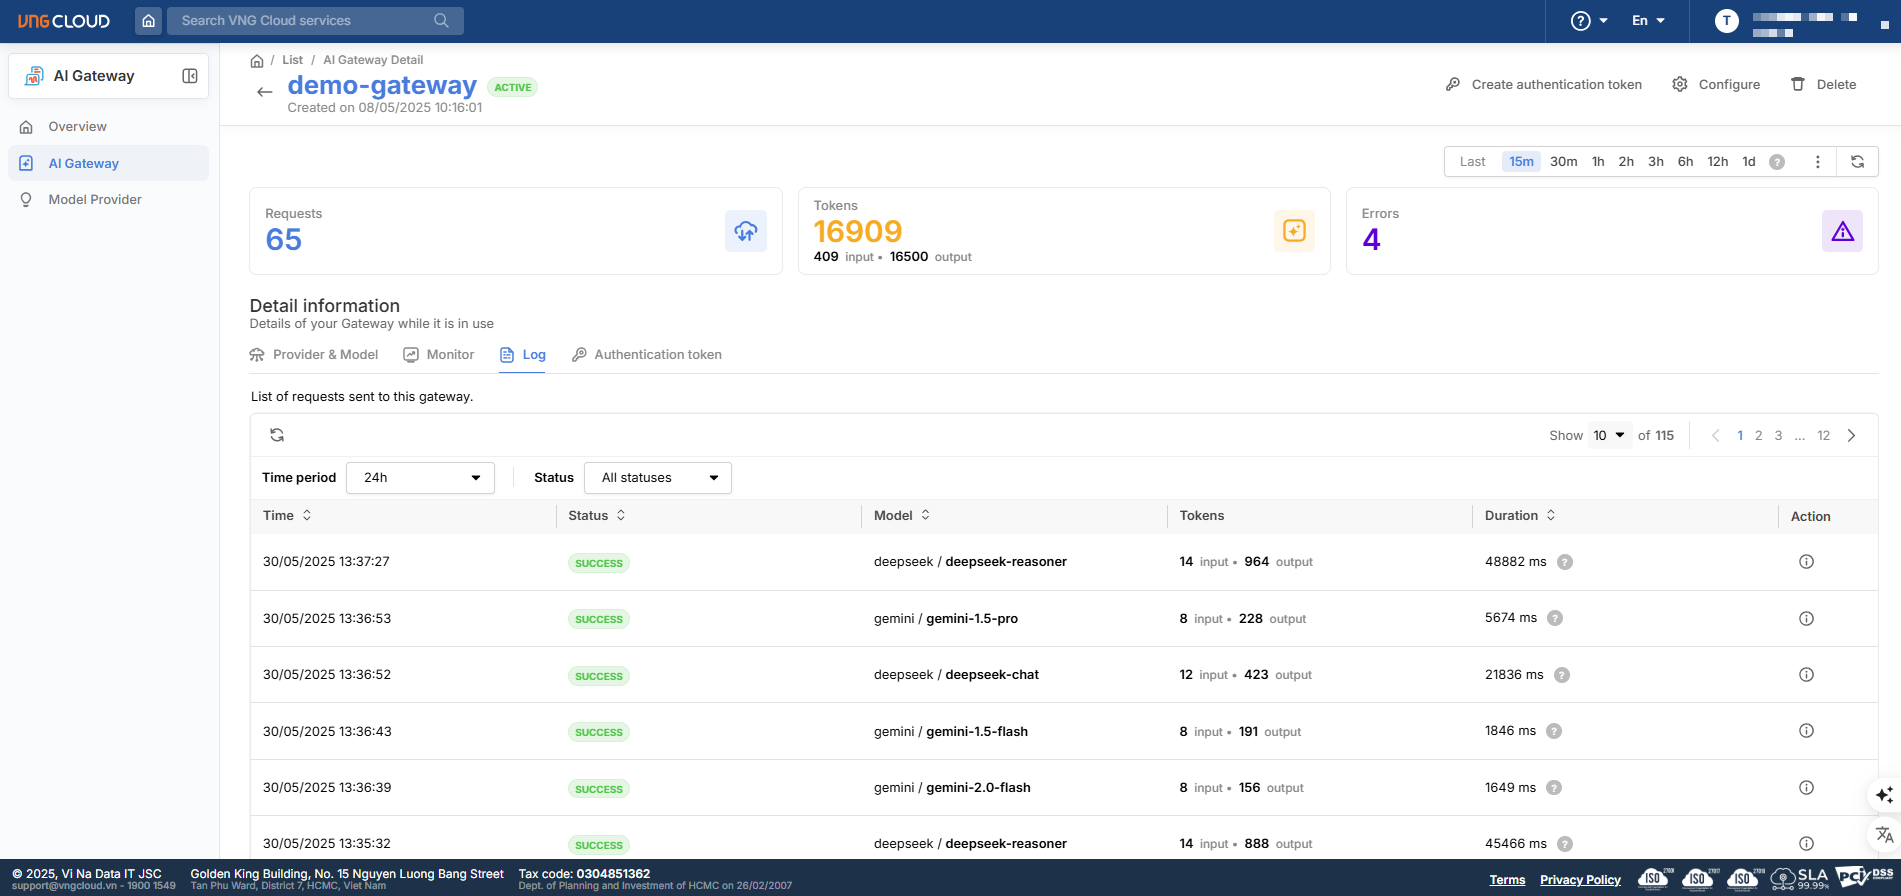 VNG CLOUD
Search VNG Cloud services
?
En
T
AI Gateway
Overview
AI Gateway
Model Provider
/ List / AI Gateway Detail
demo-gateway ACTIVE
Created on 08/05/2025 10:16:01
Create authentication token
Configure
Delete
Last 15m 30m 1h 2h 3h 6h 12h 1d ?
Requests
65
Tokens
16909
409 input • 16500 output
Errors
4
Detail information
Details of your Gateway while it is in use
Provider & Model Monitor Log Authentication token
List of requests sent to this gateway.
Show 10 of 115 1 2 3 ... 12
Time period 24h Status All statuses
Time Status Model Tokens Duration Action
30/05/2025 13:37:27 SUCCESS deepseek / deepseek-reasoner 14 input • 964 output 48882 ms ?
30/05/2025 13:36:53 SUCCESS gemini / gemini-1.5-pro 8 input • 228 output 5674 ms ?
30/05/2025 13:36:52 SUCCESS deepseek / deepseek-chat 12 input • 423 output 21836 ms ?
30/05/2025 13:36:43 SUCCESS gemini / gemini-1.5-flash 8 input • 191 output 1846 ms ?
30/05/2025 13:36:39 SUCCESS gemini / gemini-2.0-flash 8 input • 156 output 1649 ms ?
30/05/2025 13:35:32 SUCCESS deepseek / deepseek-reasoner 14 input • 888 output 45466 ms ?
© 2025, Vi Na Data IT JSC
support@vngcloud.vn - 1900 1549
Golden King Building, No. 15 Nguyen Luong Bang Street
Tan Phu Ward, District 7, HCMC, Viet Nam
Tax code: 0304851362
Dept. of Planning and Investment of HCMC on 26/02/2007
Terms
Privacy Policy
ISO
ISO
ISO
SLA
99.99%
PCI DSS